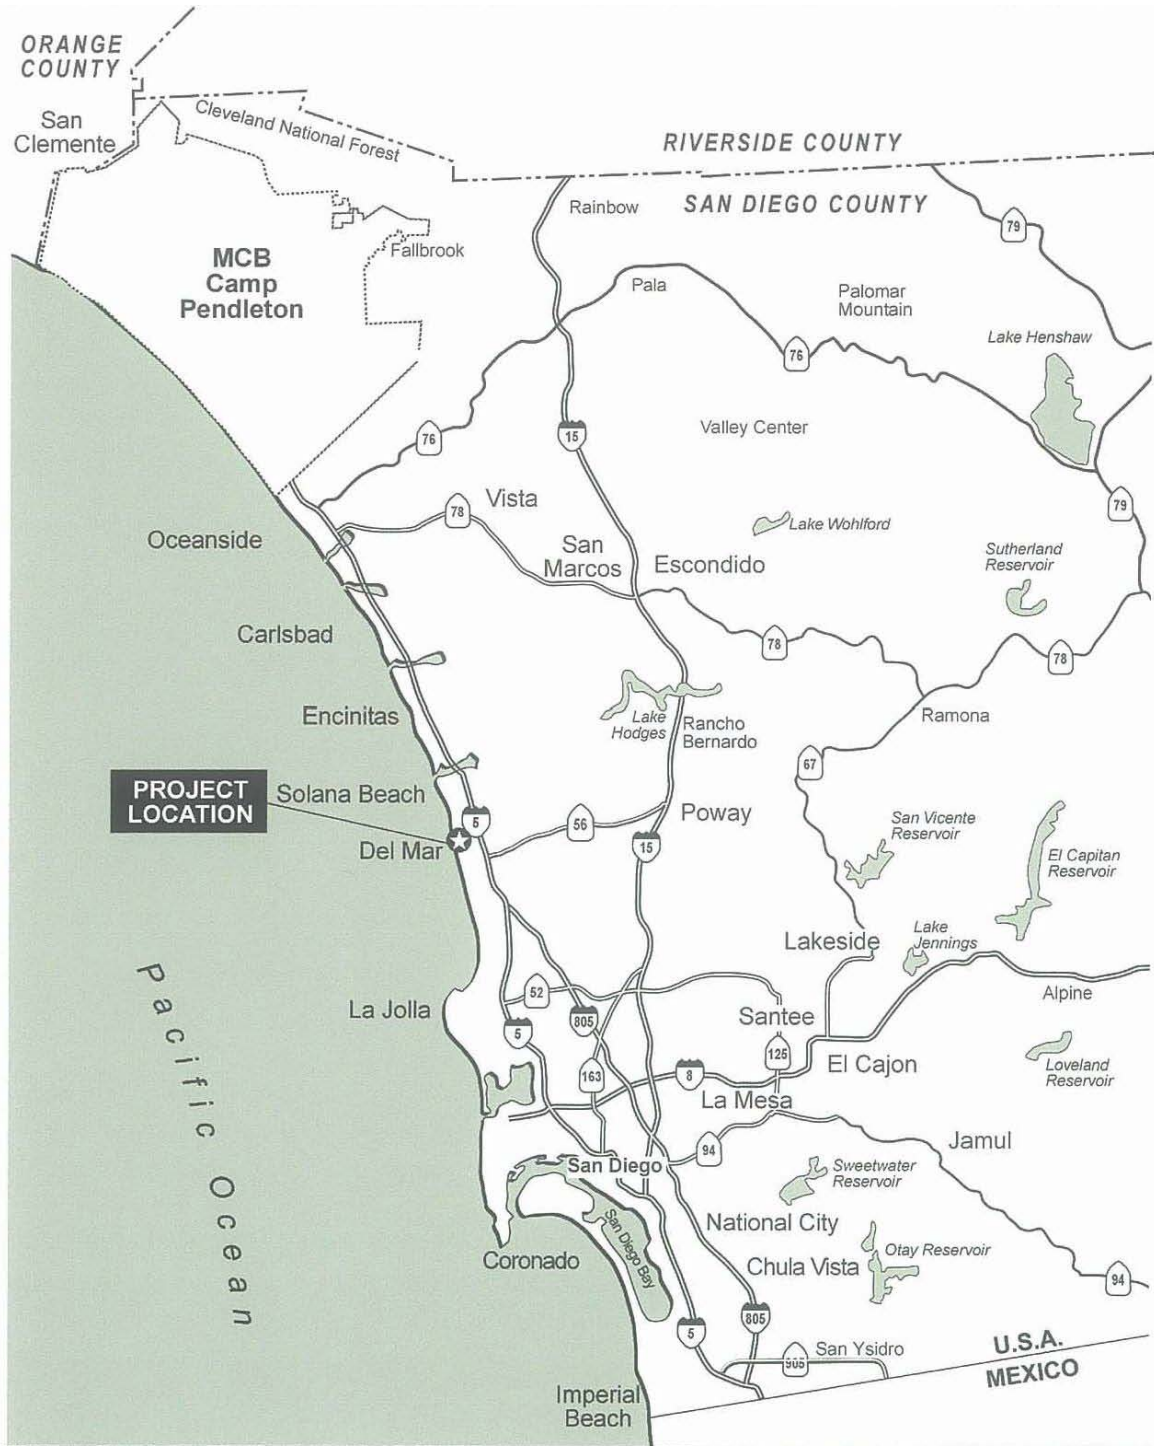 ORANGE
COUNTY
San
Clemente
Cleveland National Forest
RIVERSIDE COUNTY
SAN DIEGO COUNTY
Rainbow
79
MCB
Camp
Pendleton
Fallbrook
Pala
Palomar
Mountain
Lake Henshaw
76
76
15
Valley Center
Vista
78
79
Oceanside
San
Marcos
Escondido
Lake Wohlford
Sutherland
Reservoir
Carlsbad
78
78
Encinitas
Lake
Hodges
Rancho
Bernardo
Ramona
67
PROJECT
LOCATION
Solana Beach
5
56
Poway
15
San Vicente
Reservoir
El Capitan
Reservoir
Del Mar
Lakeside
Lake
Jennings
Alpine
La Jolla
52
805
5
Santee
125
163
8
El Cajon
Loveland
Reservoir
La Mesa
94
Jamul
San Diego
Sweetwater
Reservoir
Pacific Ocean
San Diego Bay
National City
Coronado
Chula Vista
Otay Reservoir
94
805
5
905
San Ysidro
U.S.A.
MEXICO
Imperial
Beach